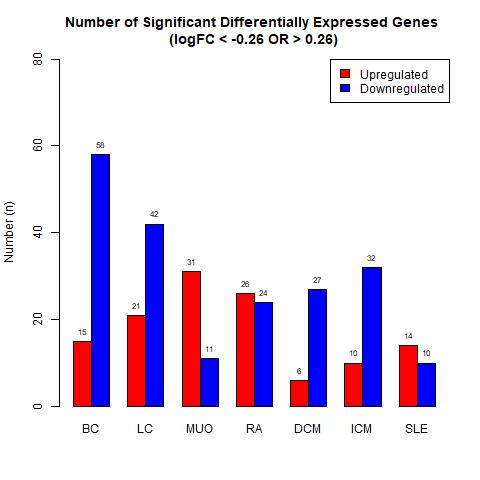 Number of Significant Differentially Expressed Genes
(logFC < -0.26 OR > 0.26)
Upregulated
Downregulated
Number (n)
80
60
40
20
0
15
58
21
42
31
11
26
24
6
27
10
32
14
10
BC
LC
MUO
RA
DCM
ICM
SLE